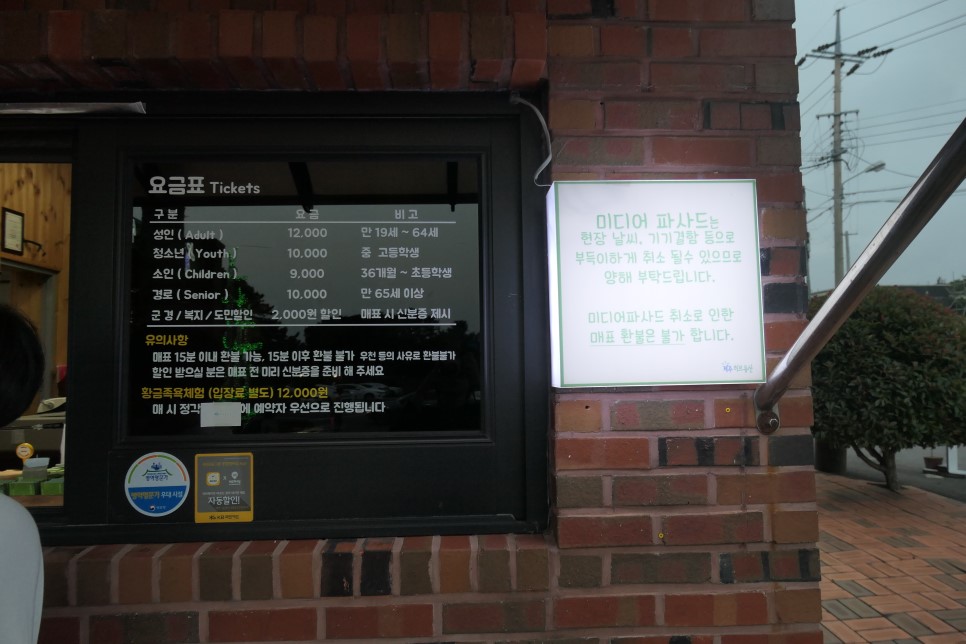 요금표 Tickets
구 분 요 금 비 고
성인 ( Adult ) 12.000 만 19세 ~ 64세
청소년 ( Youth ) 10.000 중 고등학생
소인 ( Children ) 9.000 36개월 ~ 초등학생
경로 ( Senior ) 10,000 만 65세 이상
군 경 / 복지 / 도민할인 2,000원 할인 매표 시 신분증 제시
유의사항
매표 15분 이내 환불 가능, 15분 이후 환불 불가 우천 등의 사유로 환불불가
할인 받으실 분은 매표 전 미리 신분증을 준비 해 주세요
황금족욕체험 (입장료 별도) 12.000원
매 시 정각 에 예약자 우선으로 진행됩니다
병역명문가 우대 시설
자동할인!
미디어 파사드는
현장 날씨, 기기결함 등으로
부득이하게 취소 될수 있으므로
양해 부탁드립니다.
미디어파사드 취소로 인한
매표 환불은 불가 합니다.